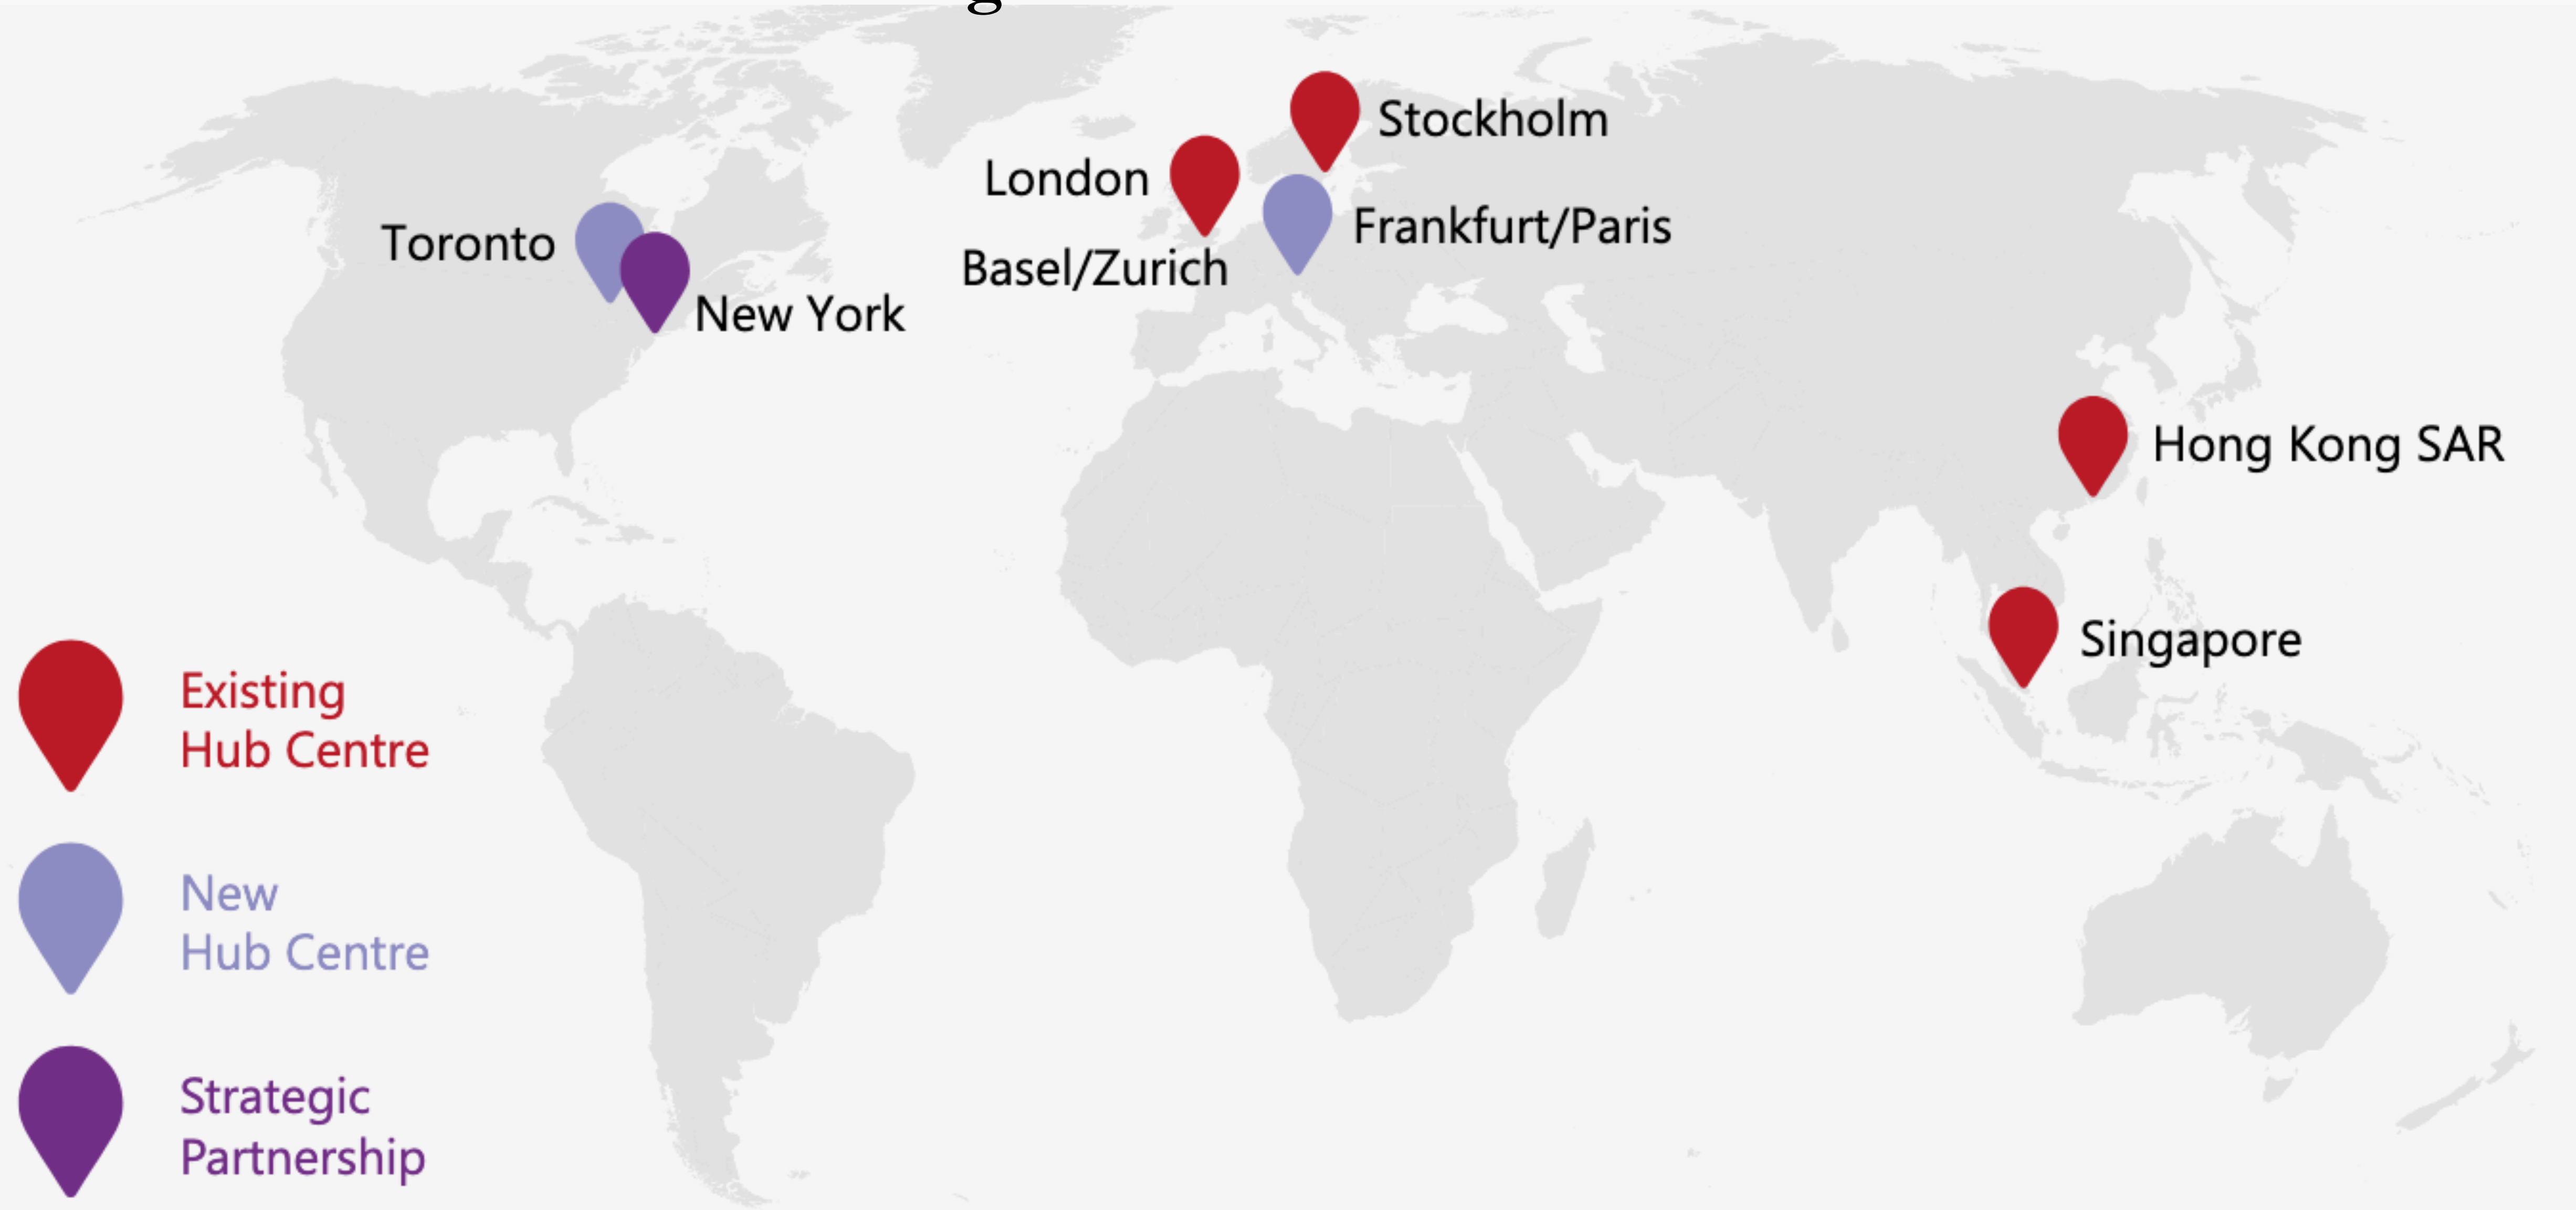 g
Stockholm
London
Toronto
Frankfurt/Paris
Basel/Zurich
New York
Hong Kong SAR
Singapore
Existing
Hub Centre
New
Hub Centre
Strategic
Partnership